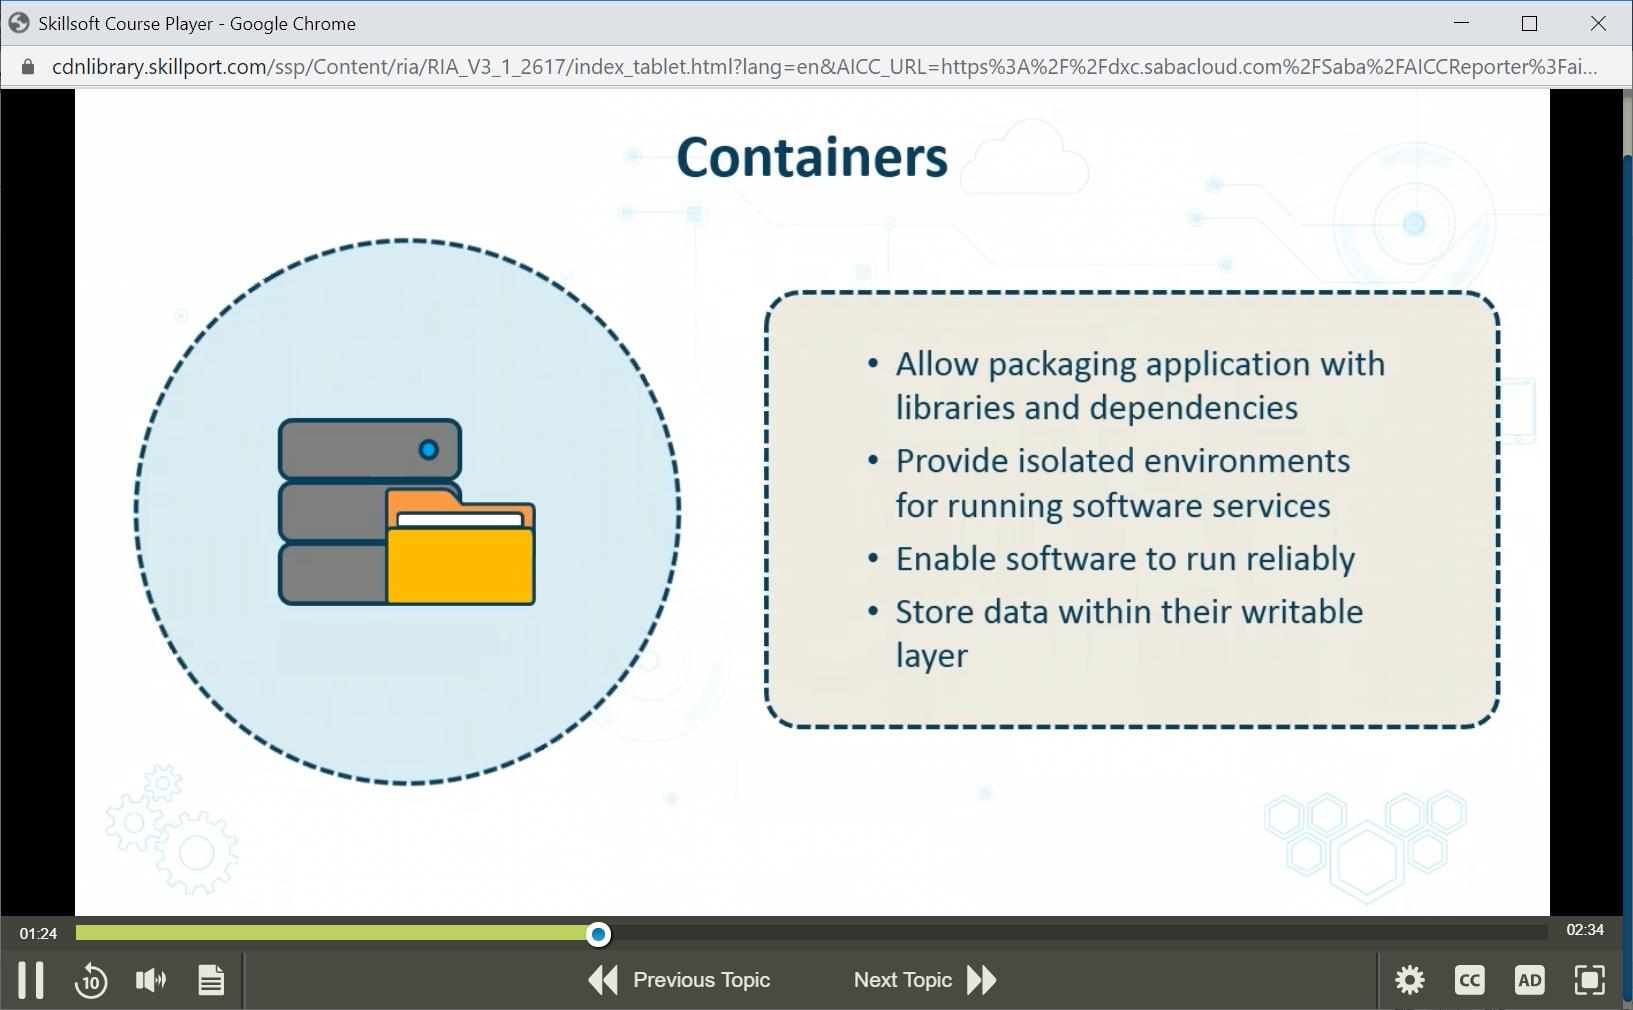 Skillsoft Course Player - Google Chrome
cdnlibrary.skillport.com/ssp/Content/ria/RIA_V3_1_2617/index_tablet.html?lang=en&AICC_URL=https%3A%2F%2Fdxc.sabacloud.com%2FSaba%2FAICCReporter%3Fai...
Containers
• Allow packaging application with
libraries and dependencies
• Provide isolated environments
for running software services
• Enable software to run reliably
• Store data within their writable
layer
01:24
02:34
10
Previous Topic
Next Topic
CC
AD